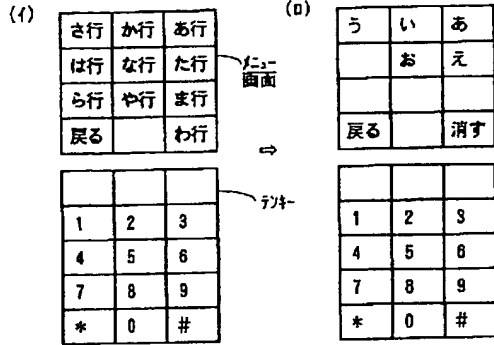 (イ)
さ行 か行 あ行
は行 な行 た行
ら行 や行 ま行
戻る わ行
メニュー
画面
⇨
テンキー
1 2 3
4 5 6
7 8 9
* 0 #
(ロ)
う い あ
お え
戻る 消す
1 2 3
4 5 6
7 8 9
* 0 #